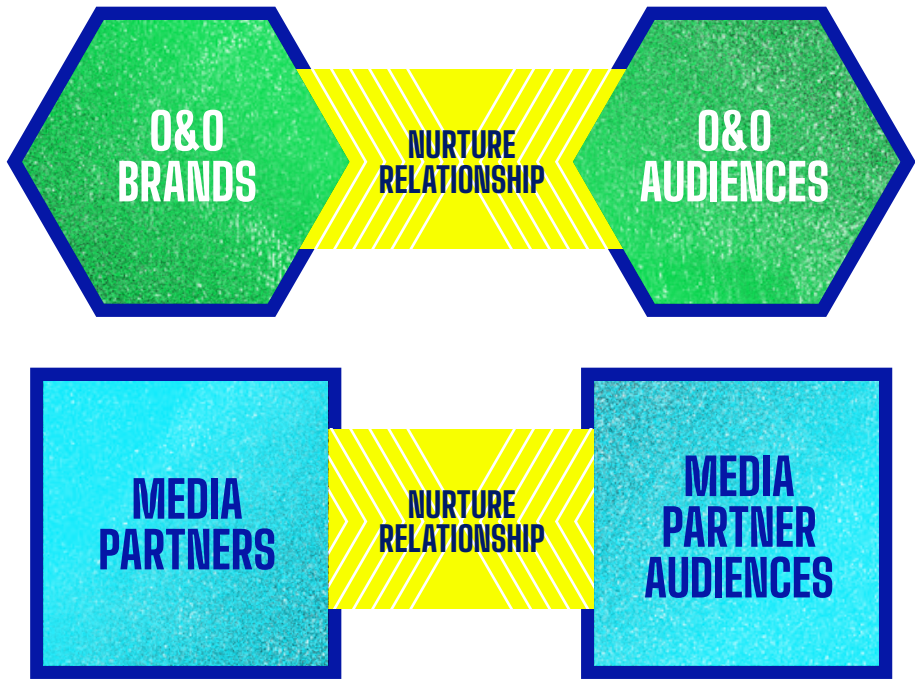 O&O
BRANDS
NURTURE
RELATIONSHIP
O&O
AUDIENCES
MEDIA
PARTNERS
NURTURE
RELATIONSHIP
MEDIA
PARTNER
AUDIENCES